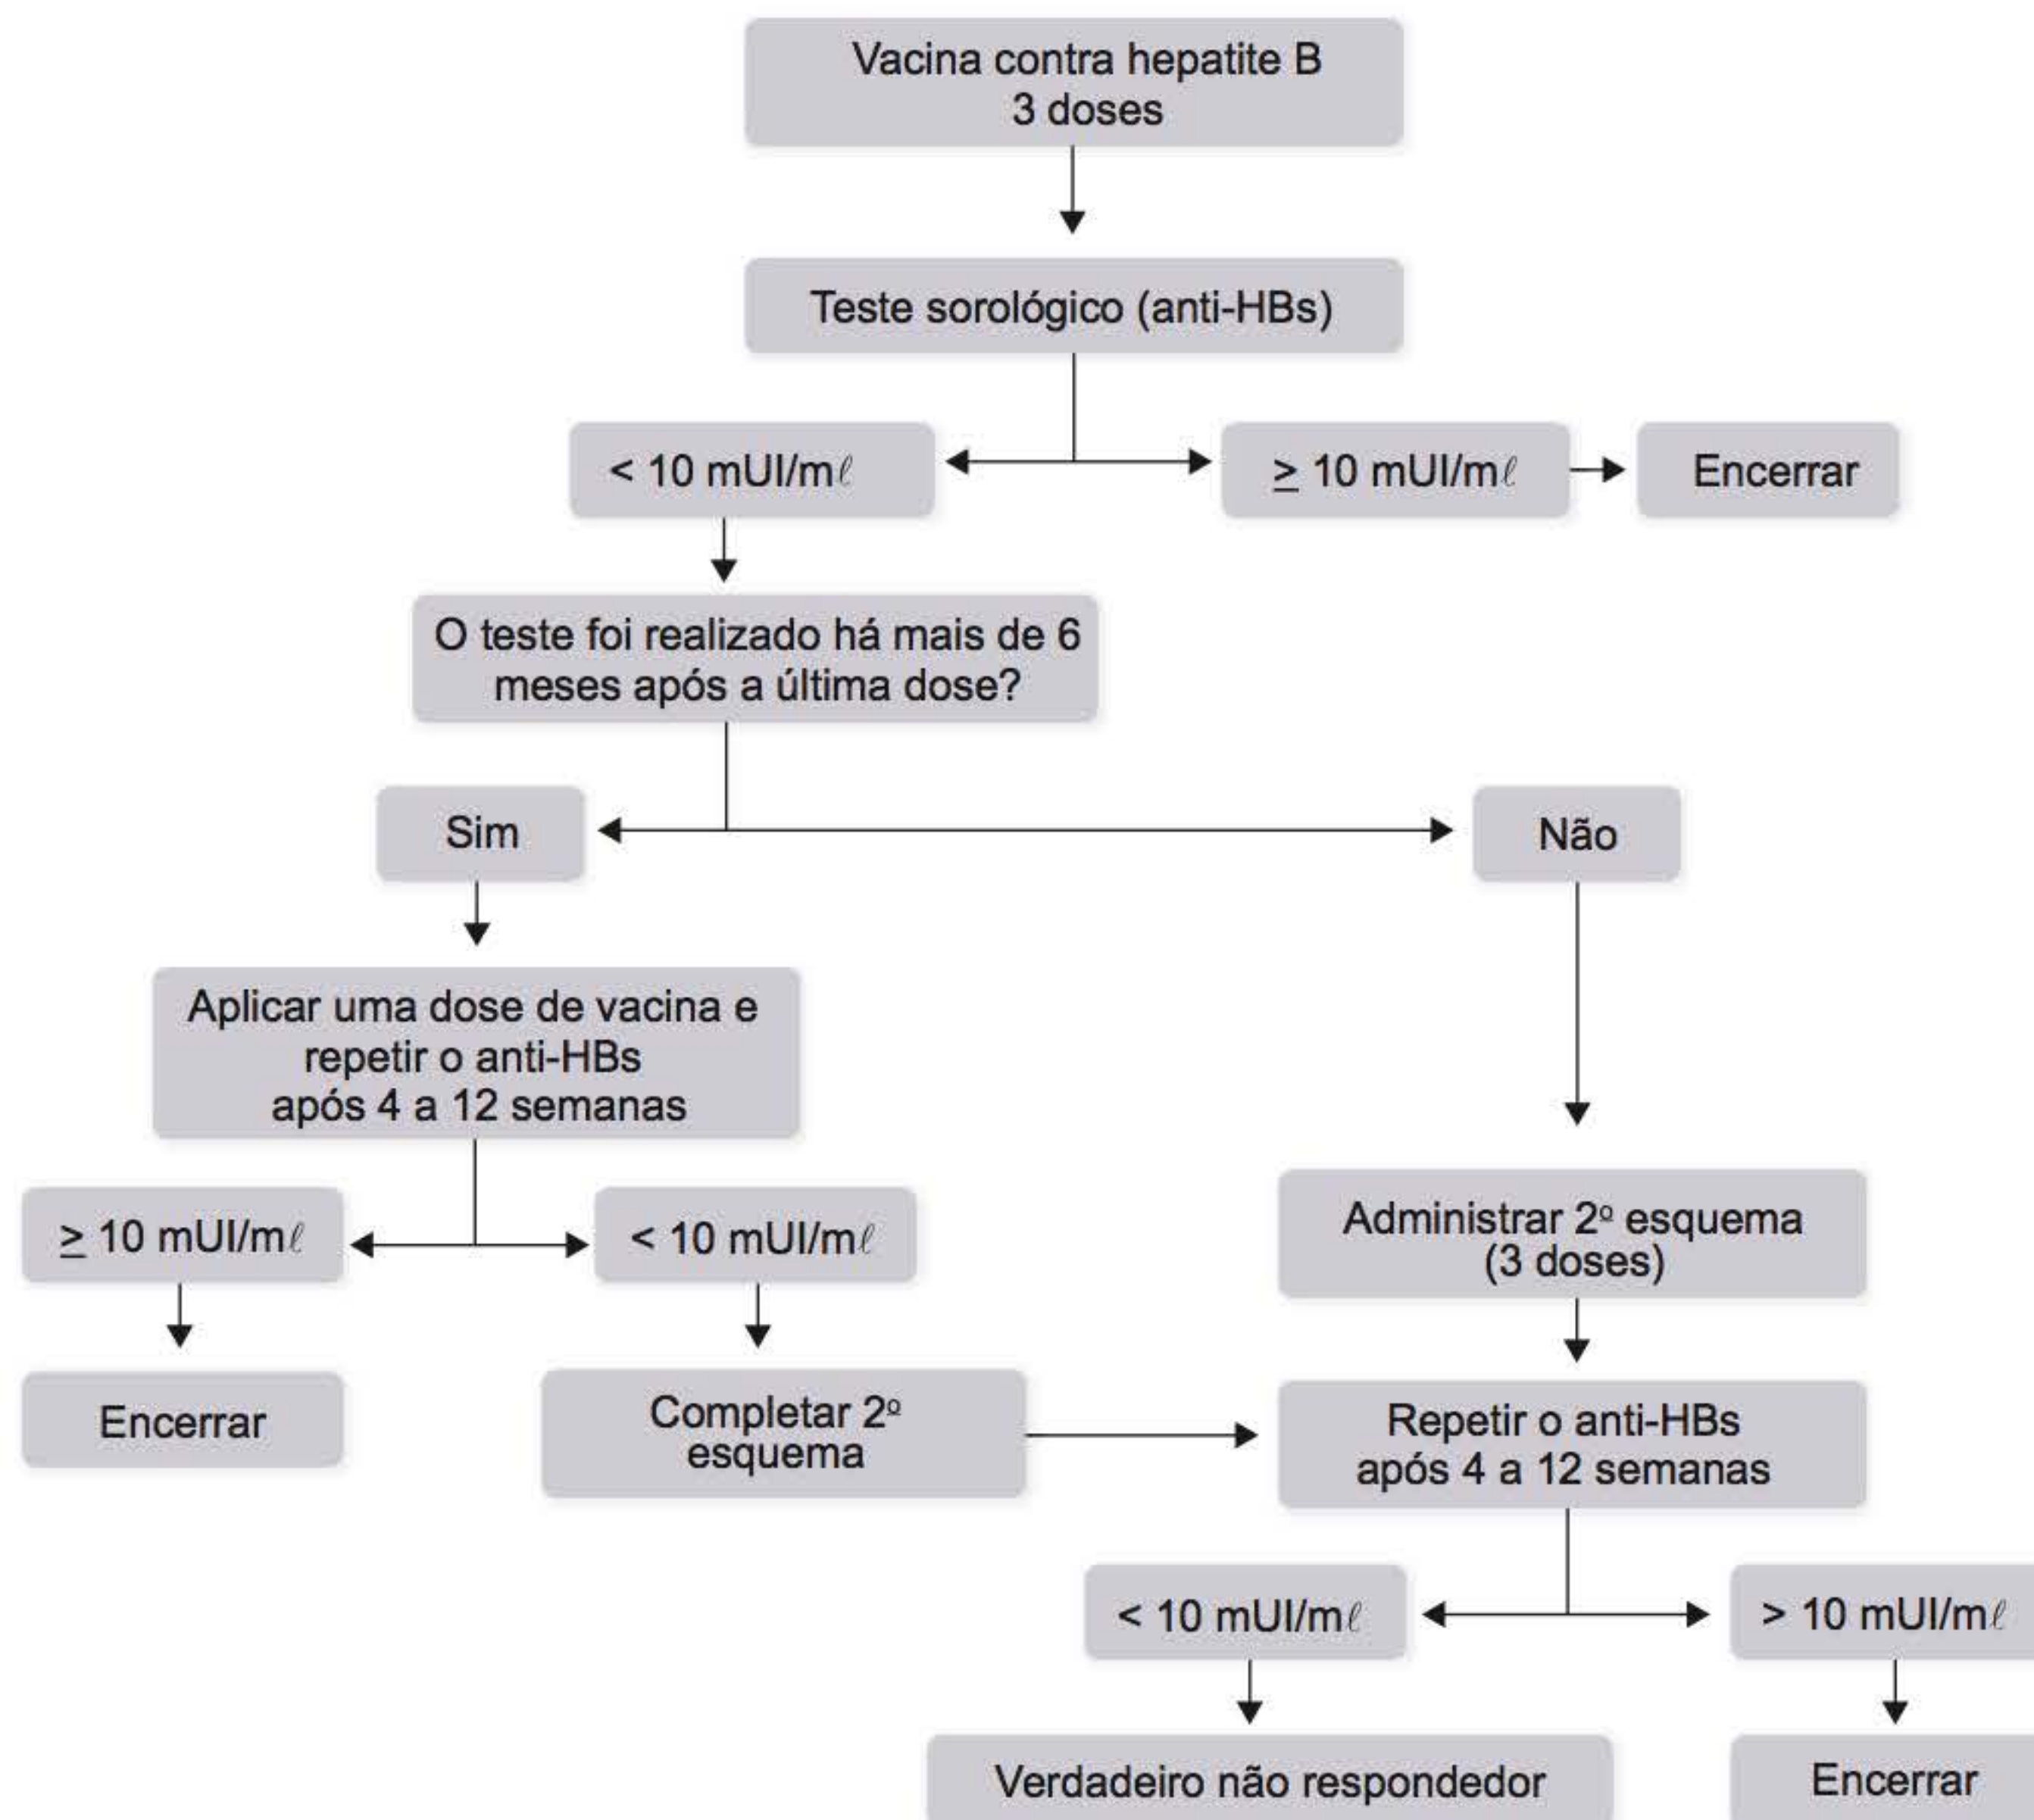 Vacina contra hepatite B
3 doses
Teste sorológico (anti-HBs)
< 10 mUI/mℓ
≥ 10 mUI/mℓ
Encerrar
O teste foi realizado há mais de 6
meses após a última dose?
Sim
Não
Aplicar uma dose de vacina e
repetir o anti-HBs
após 4 a 12 semanas
≥ 10 mUI/mℓ
< 10 mUI/mℓ
Administrar 2º esquema
(3 doses)
Encerrar
Completar 2º
esquema
Repetir o anti-HBs
após 4 a 12 semanas
< 10 mUI/mℓ
> 10 mUI/mℓ
Verdadeiro não respondedor
Encerrar